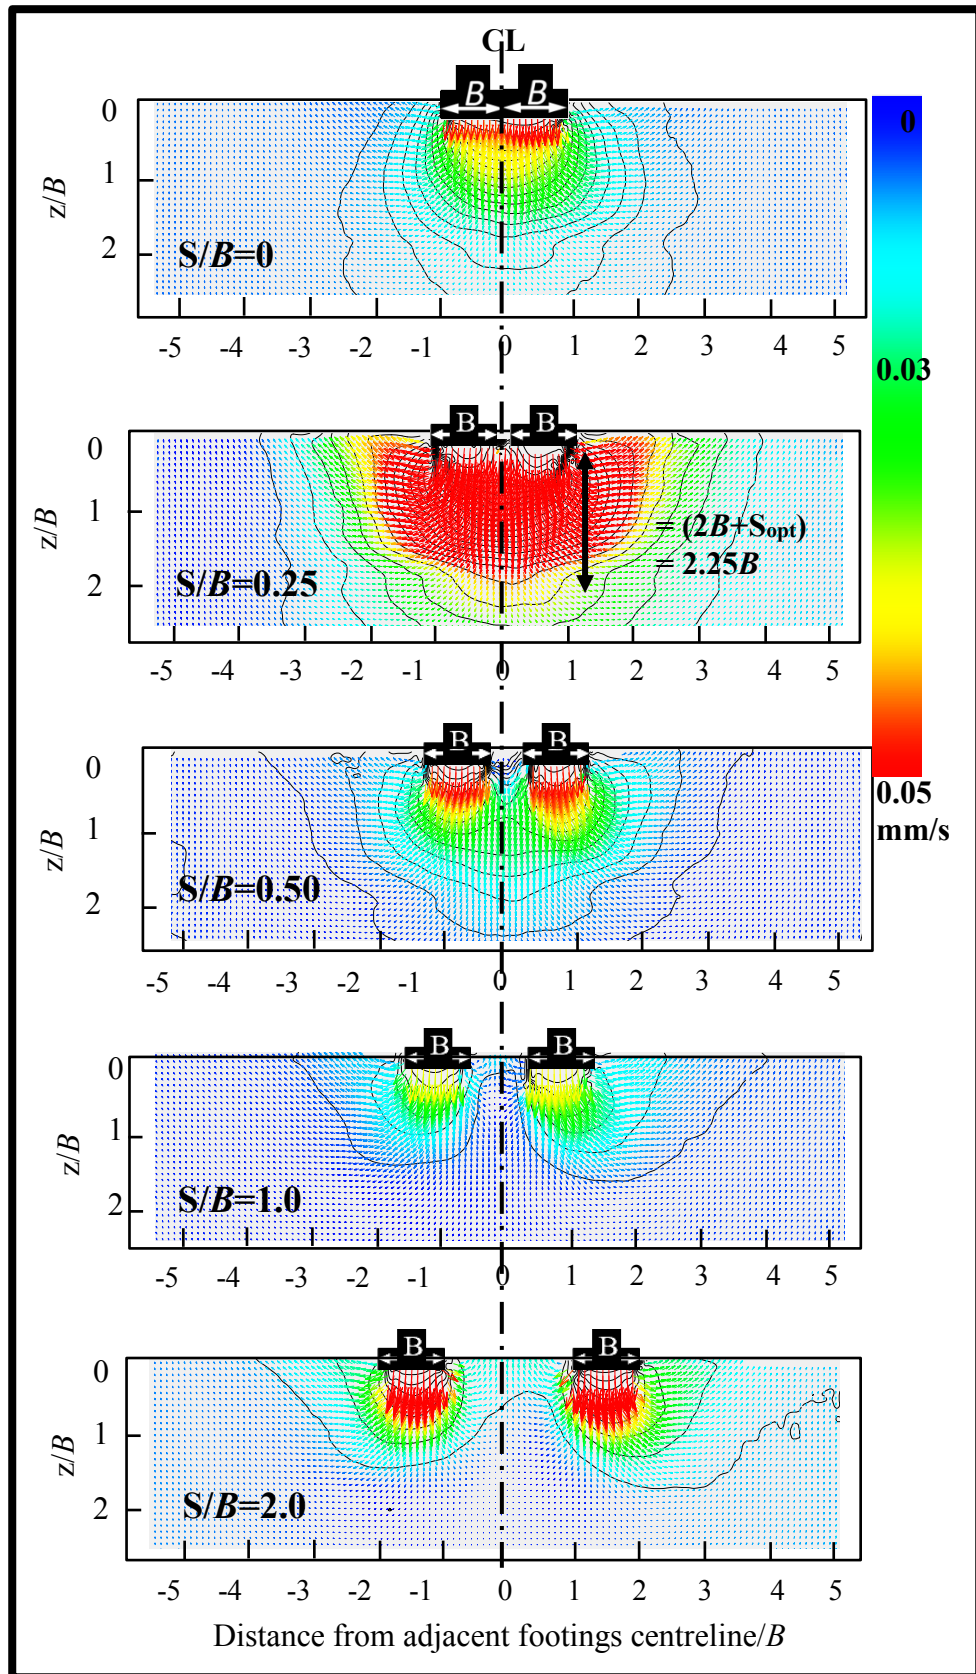 CL
B B
0
1
2
z/B
S/B=0
-5 -4 -3 -2 -1 0 1 2 3 4 5
0
0.03
0.05
mm/s
B B
0
1
2
z/B
S/B=0.25
= (2B+Sopt)
= 2.25B
-5 -4 -3 -2 -1 0 1 2 3 4 5
B B
0
1
2
z/B
S/B=0.50
-5 -4 -3 -2 -1 0 1 2 3 4 5
B B
0
1
2
z/B
S/B=1.0
-5 -4 -3 -2 -1 0 1 2 3 4 5
B B
0
1
2
z/B
S/B=2.0
-5 -4 -3 -2 -1 0 1 2 3 4 5
Distance from adjacent footings centreline/B